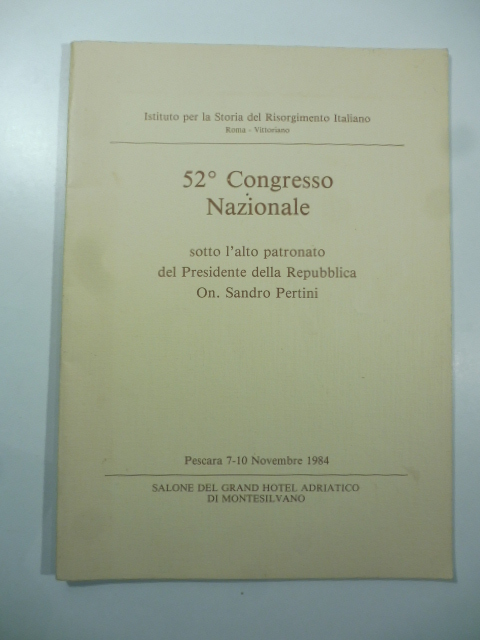 Istituto per la Storia del Risorgimento Italiano
Roma - Vittoriano
52° Congresso
Nazionale
sotto l'alto patronato
del Presidente della Repubblica
On. Sandro Pertini
Pescara 7-10 Novembre 1984
SALONE DEL GRAND HOTEL ADRIATICO
DI MONTESILVANO